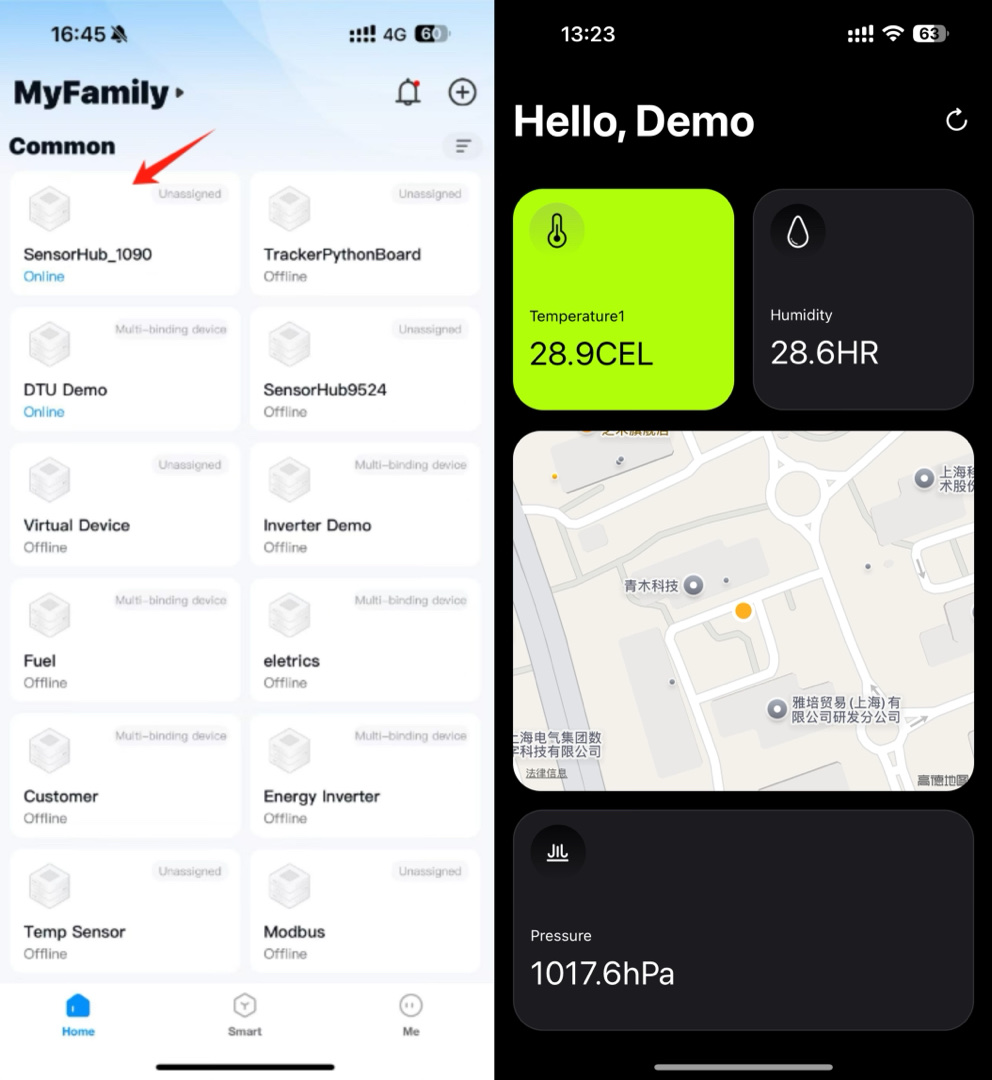 16:45
4G
60
MyFamily
Common
Unassigned
SensorHub_1090
Online
Unassigned
TrackerPythonBoard
Offline
Multi-binding device
DTU Demo
Online
Unassigned
SensorHub9524
Offline
Unassigned
Virtual Device
Offline
Multi-binding device
Inverter Demo
Offline
Multi-binding device
Fuel
Offline
Multi-binding device
eletrics
Offline
Multi-binding device
Customer
Offline
Multi-binding device
Energy Inverter
Offline
Unassigned
Temp Sensor
Offline
Unassigned
Modbus
Offline
Home
Smart
Me
13:23
63
Hello, Demo
Temperature1
28.9CEL
Humidity
28.6HR
上海科
术股份
青木科技
雅培贸易(上海)有
限公司研发分公司
上海电气集团数
字科技有限公司
法律信息
高德地图
Pressure
1017.6hPa